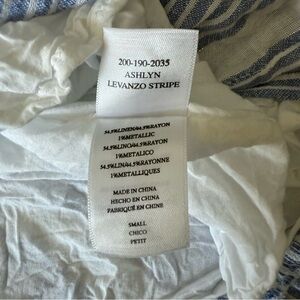 200-190-2035
ASHLYN
LEVANZO STRIPE
54.5%LINEN/44.5%RAYON
1%METALLIC
54.5%LINO/44.5%RAYON
1%METALICO
54.5%LIN/44.5%RAYONNE
1%METALLIQUES
MADE IN CHINA
HECHO EN CHINA
FABRIQUÉ EN CHINE
SMALL
CHICO
PETIT